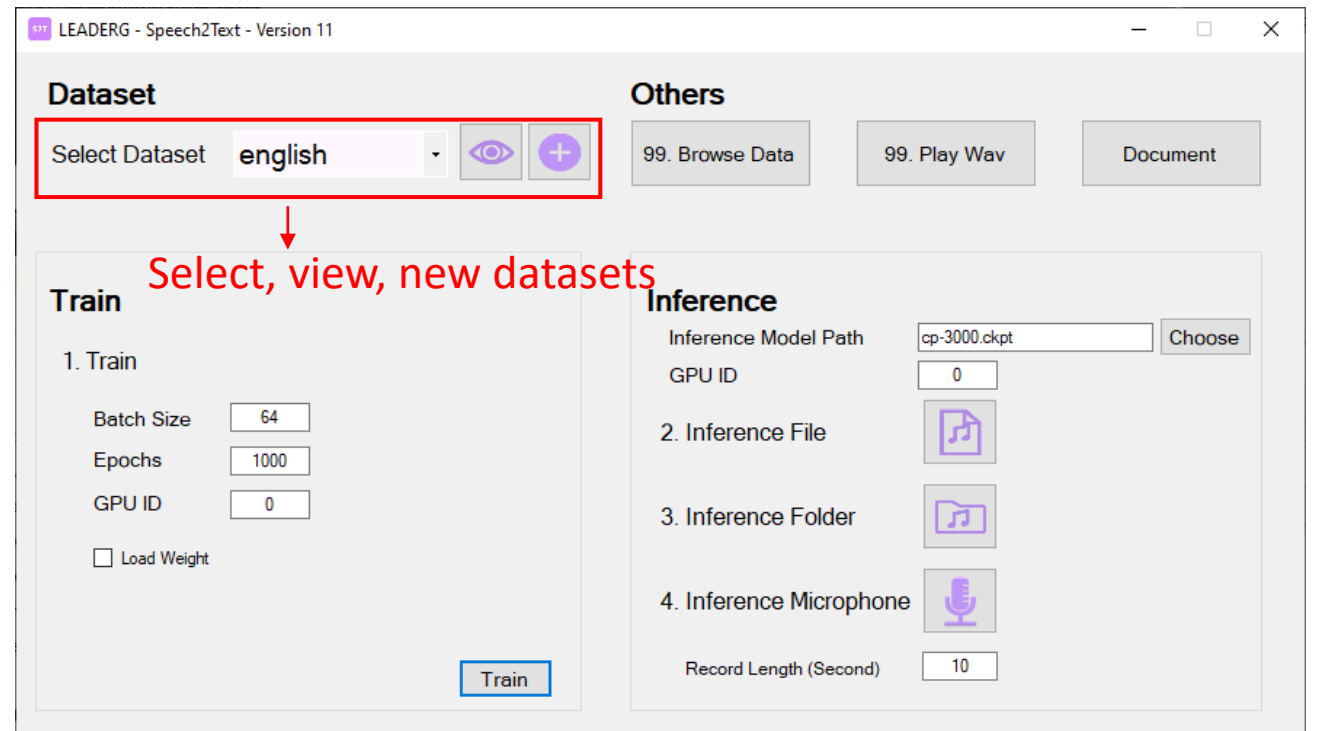 LEADERG - Speech2Text - Version 11
Dataset
Select Dataset english
Select, view, new datasets
Others
99. Browse Data 99. Play Wav Document
Train
1. Train
Batch Size 64
Epochs 1000
GPU ID 0
Load Weight
Train
Inference
Inference Model Path cp-3000.ckpt Choose
GPU ID 0
2. Inference File
3. Inference Folder
4. Inference Microphone
Record Length (Second) 10